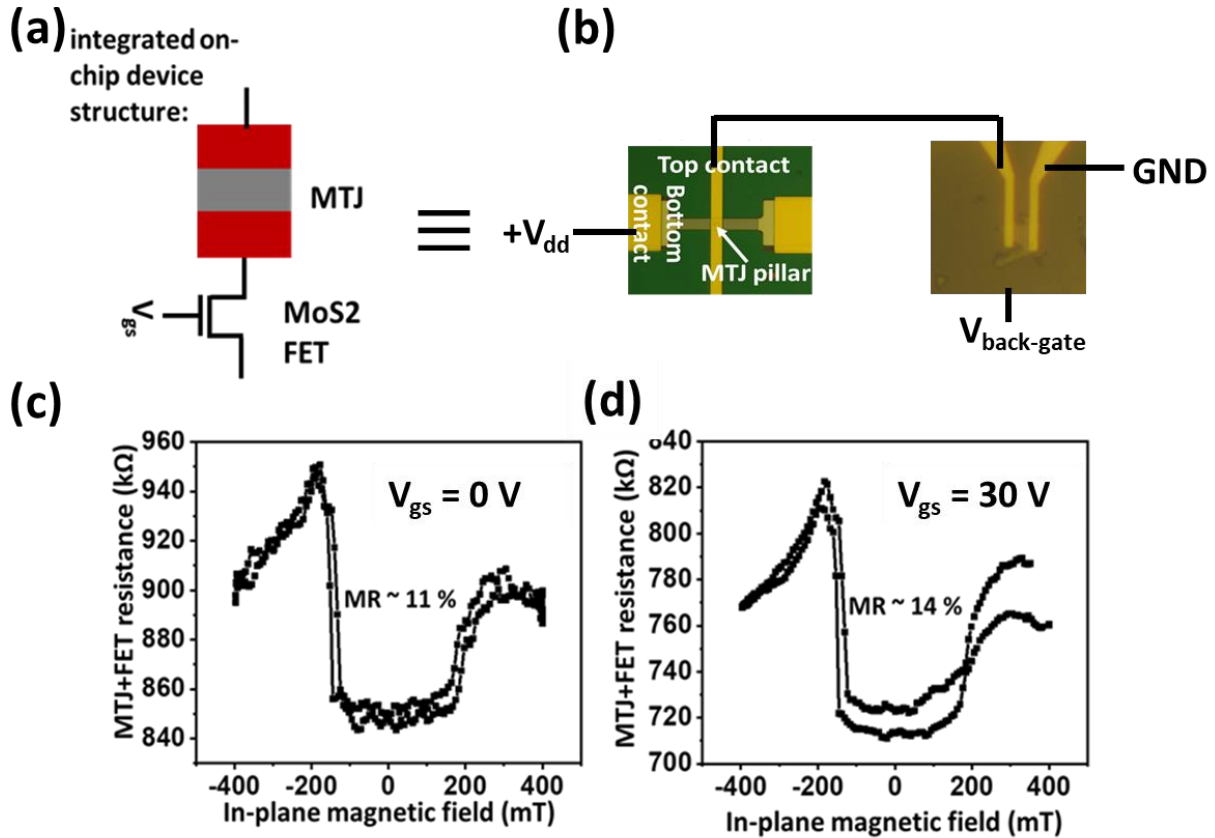 (a)
integrated on-
chip device
structure:
MTJ
Vgs
MoS2
FET
(b)
Top contact
Bottom
contact
MTJ pillar
+Vdd
GND
Vback-gate
(c)
MTJ+FET resistance (kΩ)
960
940
920
900
880
860
840
Vgs = 0 V
MR ~ 11 %
-400 -200 0 200 400
In-plane magnetic field (mT)
(d)
MTJ+FET resistance (kΩ)
840
820
800
780
760
740
720
700
Vgs = 30 V
MR ~ 14 %
-400 -200 0 200 400
In-plane magnetic field (mT)